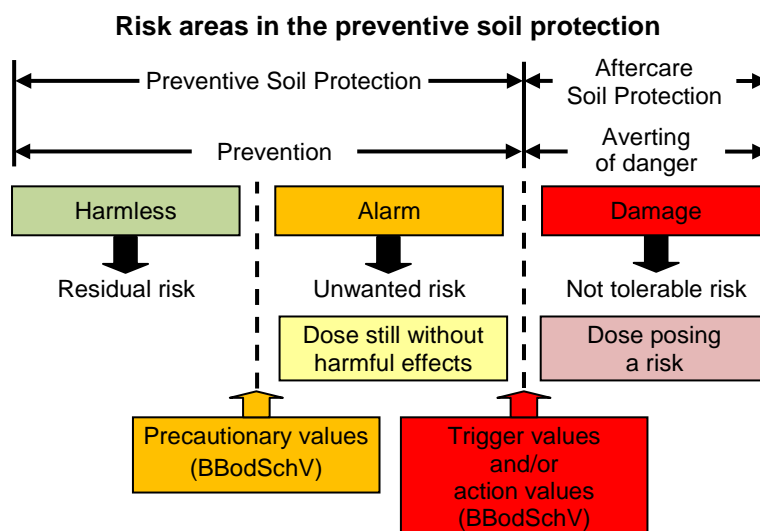 Risk areas in the preventive soil protection
Preventive Soil Protection
Aftercare
Soil Protection
Prevention
Averting
of danger
Harmless
Alarm
Damage
Residual risk
Unwanted risk
Not tolerable risk
Dose still without
harmful effects
Dose posing
a risk
Precautionary values
(BBodSchV)
Trigger values
and/or
action values
(BBodSchV)